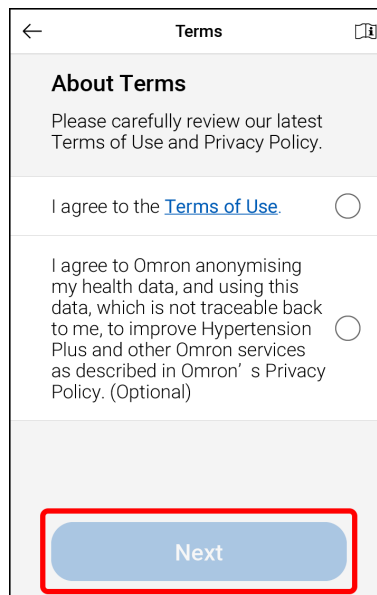 Terms
About Terms
Please carefully review our latest
Terms of Use and Privacy Policy.
I agree to the Terms of Use.
I agree to Omron anonymising
my health data, and using this
data, which is not traceable back
to me, to improve Hypertension
Plus and other Omron services
as described in Omron’ s Privacy
Policy. (Optional)
Next